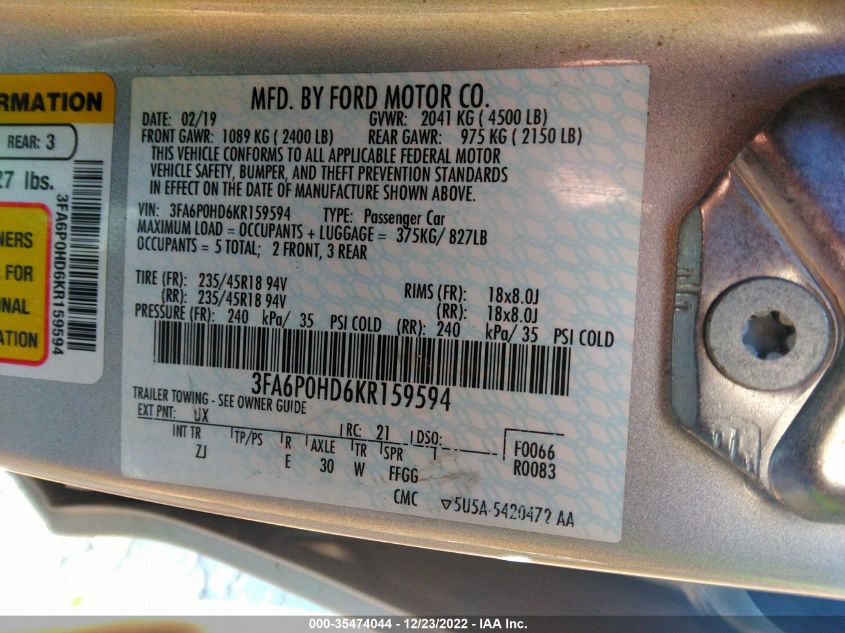 RMATION
REAR: 3
27 lbs.
3FA6P0HD6KR159594
NERS
L FOR
ONAL
ATION
MFD. BY FORD MOTOR CO.
DATE: 02/19 GVWR: 2041 KG ( 4500 LB)
FRONT GAWR: 1089 KG ( 2400 LB) REAR GAWR: 975 KG ( 2150 LB)
THIS VEHICLE CONFORMS TO ALL APPLICABLE FEDERAL MOTOR
VEHICLE SAFETY, BUMPER, AND THEFT PREVENTION STANDARDS
IN EFFECT ON THE DATE OF MANUFACTURE SHOWN ABOVE.
VIN: 3FA6P0HD6KR159594 TYPE: Passenger Car
MAXIMUM LOAD = OCCUPANTS + LUGGAGE = 375KG/ 827LB
OCCUPANTS = 5 TOTAL; 2 FRONT, 3 REAR
TIRE (FR): 235/45R18 94V RIMS (FR): 18x8.0J
(RR): 235/45R18 94V (RR): 18x8.0J
PRESSURE (FR): 240 kPa/ 35 PSI COLD (RR): 240 kPa/ 35 PSI COLD
3FA6P0HD6KR159594
TRAILER TOWING - SEE OWNER GUIDE
EXT PNT: UX RC: 21 DSO:
INT TR TP/PS R AXLE TR SPR T F0066
ZJ E 30 W FFGG R0083
CMC ▽5U5A-5420472 AA
000-35474044 - 12/23/2022 - IAA Inc.